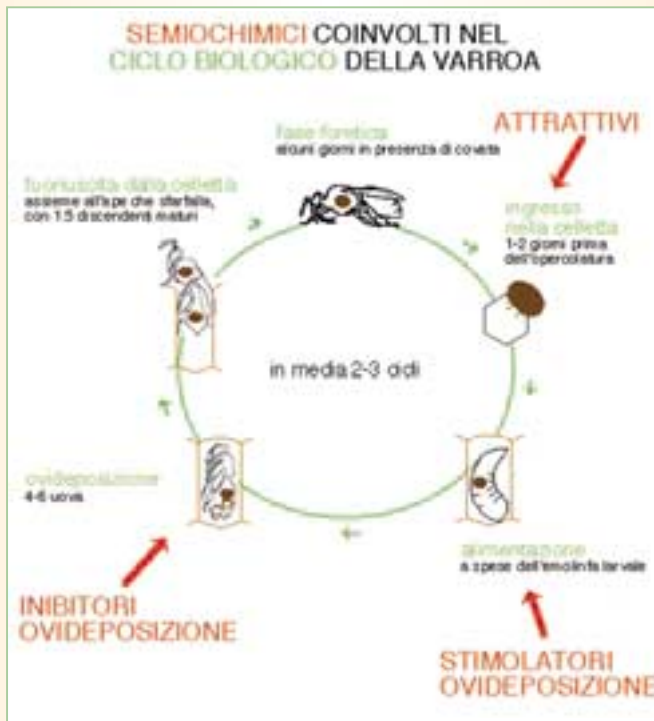 SEMIOCHIMICI COINVOLTI NEL
CICLO BIOLOGICO DELLA VARROA
fase foretica
alcuni giorni in presenza di covata
ATTRATTIVI
ingresso
nella celletta
1-2 giorni prima
dell'opercolatura
fuoriuscita dalla celletta
assieme all'ape che sfarfalla,
con 1.5 discendenti maturi
in media 2-3 cicli
ovideposizione
4-6 uova
alimentazione
a spese dell'emolinfa larvale
INIBITORI
OVIDEPOSIZIONE
STIMOLATORI
OVIDEPOSIZIONE